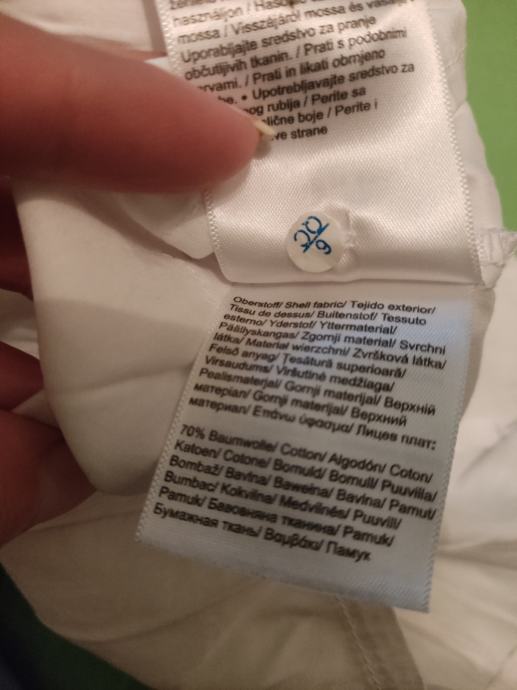 használjon / Has
mossa / Visszájáról mossa és vasalja
Uporabljajte sredstvo za pranje
občutljivih tkanin. / Prati s podobnimi
barvami. / Prati in likati obrnjeno
• Upotrebljavajte sredstvo za
rublja / Perite sa
slične boje / Perite i
strane
20/6
Oberstoff/ Shell fabric/ Tejido exterior/
Tissu de dessus/ Buitenstof/ Tessuto
esterno/ Yderstof/ Yttermaterial/
Päällyskangas/ Zgornji material/ Svrchní
látka/ Materiał wierzchni/ Zvršková látka/
Felső anyag/ Țesătură superioară/
Virsaudums/ Viršutinė medžiaga/
Pealismaterjal/ Gornji materijal/ Верхній
матеріал/ Gornji materijal/ Верхний
материал/ Επάνω ύφασμα/ Лицев плат:
70% Baumwolle/ Cotton/ Algodón/ Coton/
Katoen/ Cotone/ Bomuld/ Bomull/ Puuvilla/
Bombaž/ Bavlna/ Bawełna/ Bavlna/ Pamut/
Bumbac/ Kokvilna/ Medvilnės/ Puuvill/
Pamuk/ Бавовняна тканина/ Pamuk/
Бумажная ткань/ Βαμβάκι/ Памук